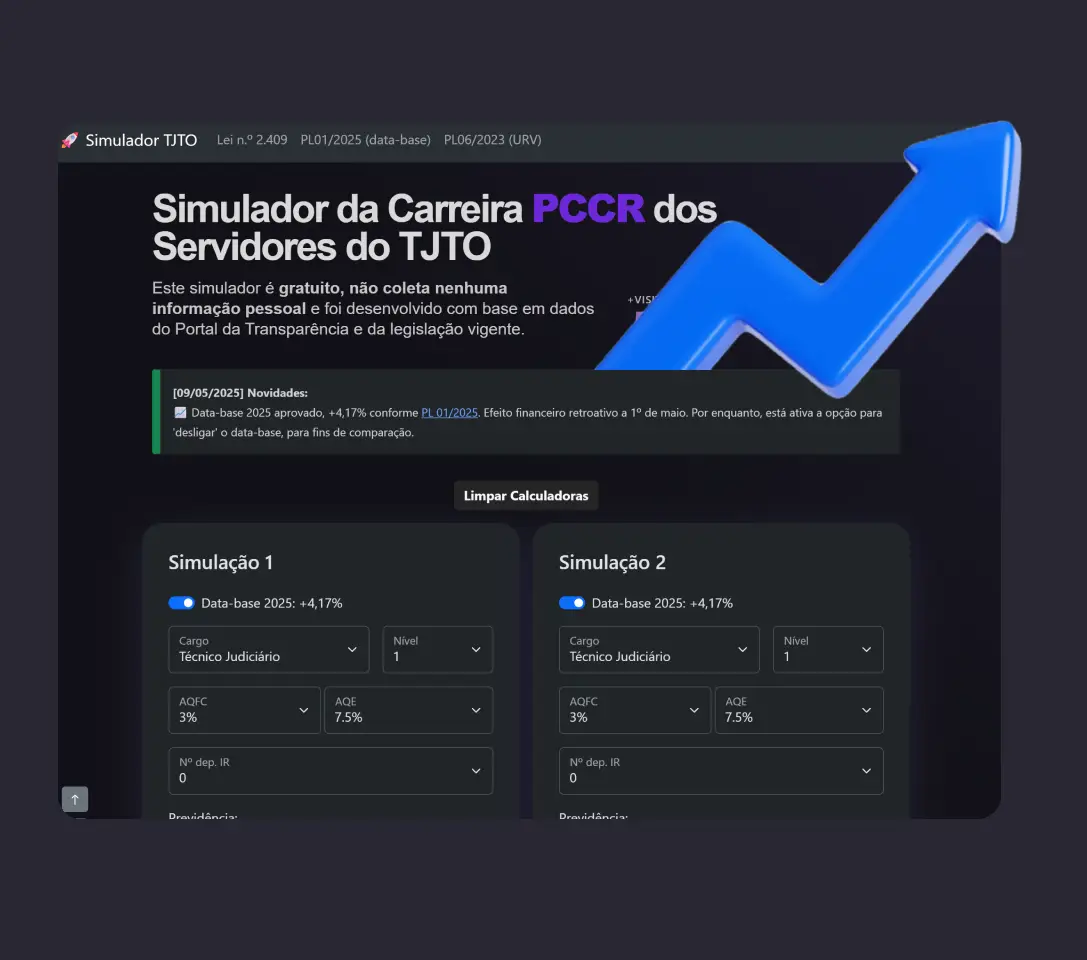 Simulador TJTO Lei n.º 2.409 PL01/2025 (data-base) PL06/2023 (URV)
Simulador da Carreira PCCR dos
Servidores do TJTO
Este simulador é gratuito, não coleta nenhuma
informação pessoal e foi desenvolvido com base em dados
do Portal da Transparência e da legislação vigente.
[09/05/2025] Novidades:
Data-base 2025 aprovado, +4,17% conforme PL 01/2025. Efeito financeiro retroativo a 1º de maio. Por enquanto, está ativa a opção para
'desligar' o data-base, para fins de comparação.
Limpar Calculadoras
Simulação 1
Data-base 2025: +4,17%
Cargo
Técnico Judiciário
Nível
1
AQFC
3%
AQE
7.5%
Nº dep. IR
0
Previdência:
Simulação 2
Data-base 2025: +4,17%
Cargo
Técnico Judiciário
Nível
1
AQFC
3%
AQE
7.5%
Nº dep. IR
0
Previdência: